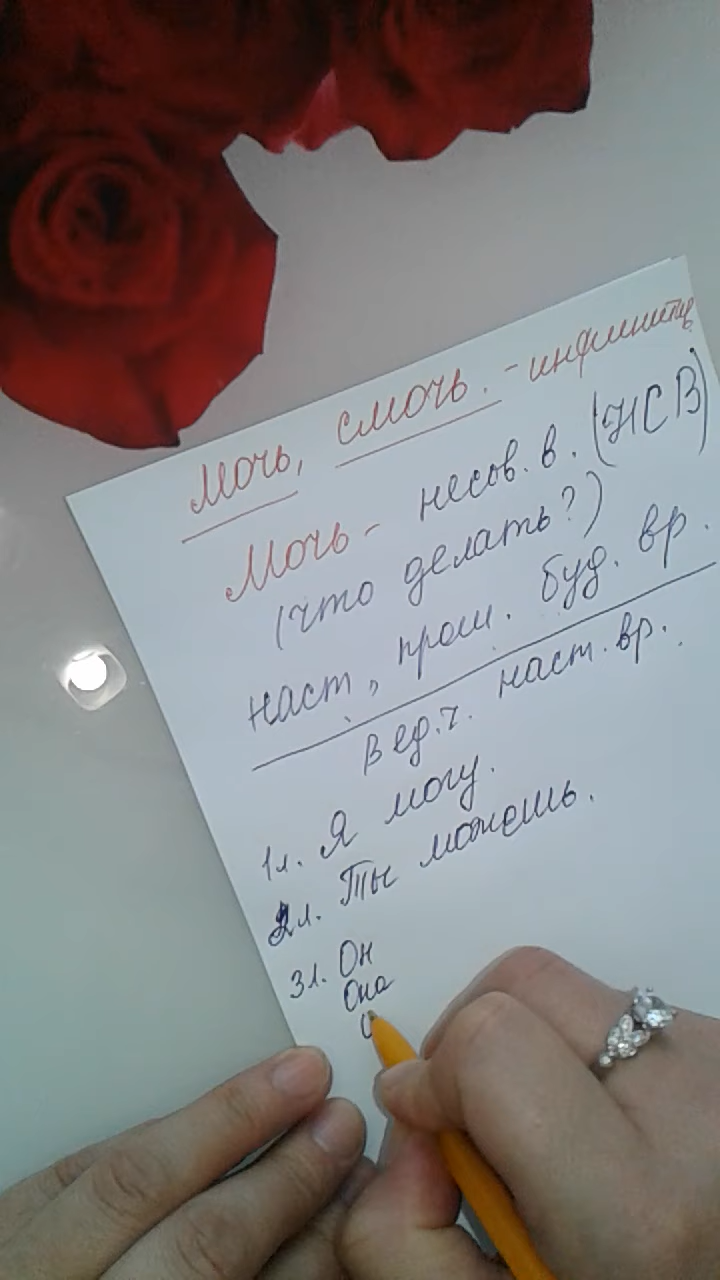 Мочь, смочь. - инфинитив
Мочь - несов. в. (НСВ)
(что делать?)
наст, прош. буд. вр.
В ед.ч. наст. вр.
1л. Я могу.
2л. Ты можешь.
3л. Он
Она
О